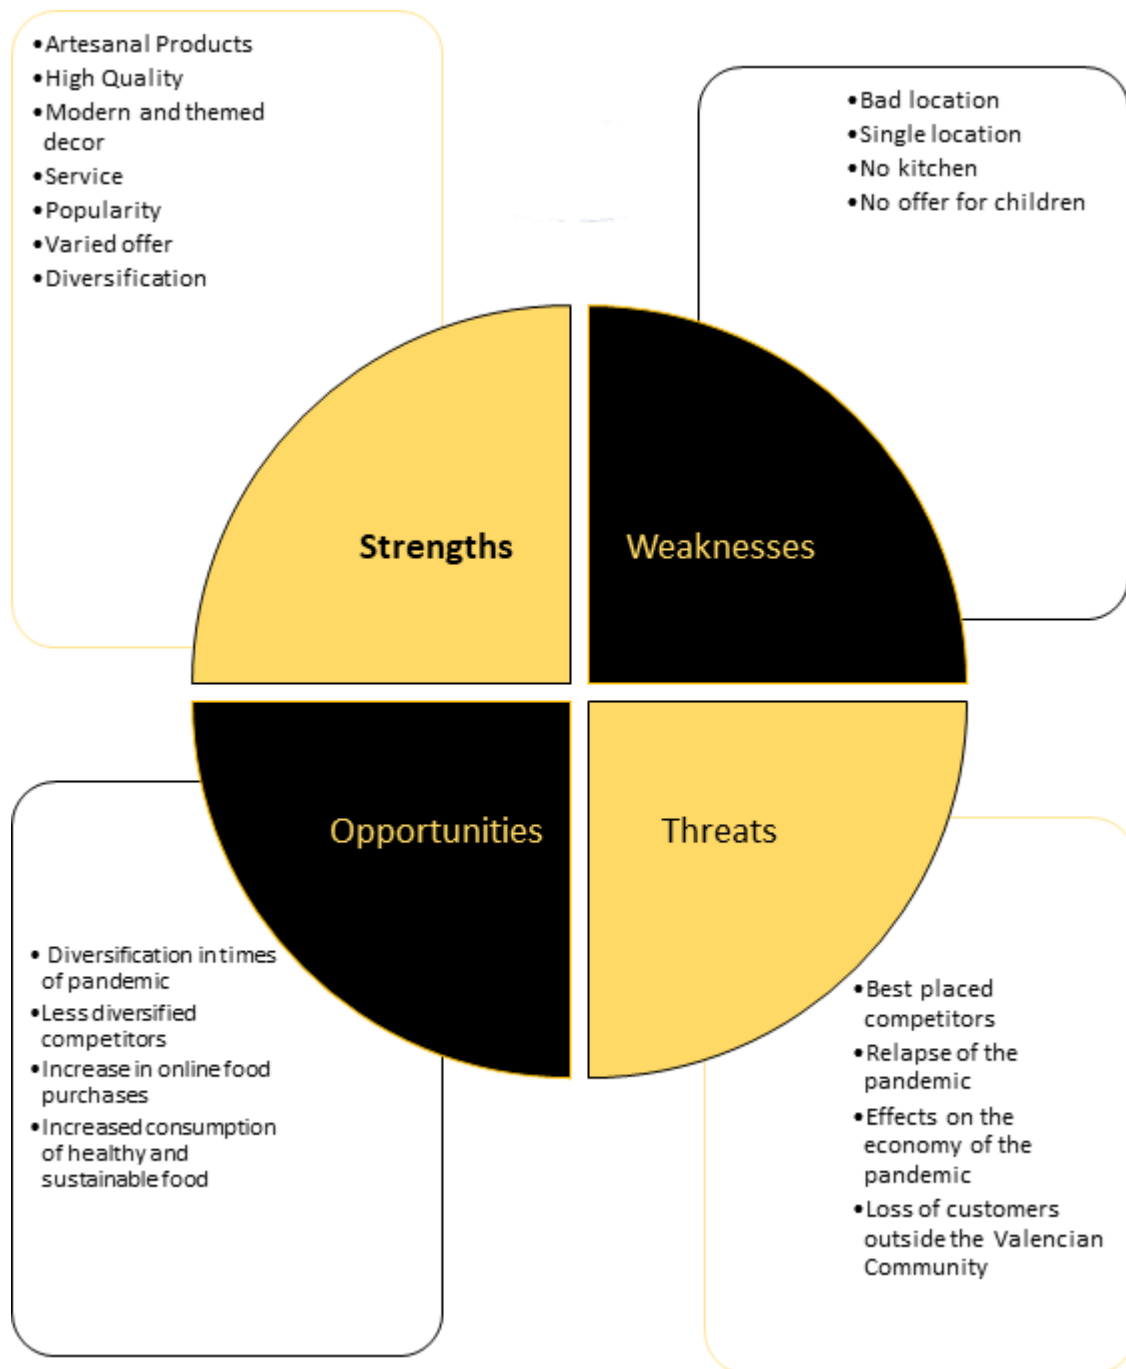 •Artesanal Products
•High Quality
•Modern and themed
decor
•Service
•Popularity
•Varied offer
•Diversification
•Bad location
•Single location
•No kitchen
•No offer for children
Strengths
Weaknesses
Opportunities
Threats
• Diversification in times
of pandemic
•Less diversified
competitors
•Increase in online food
purchases
•Increased consumption
of healthy and
sustainable food
•Best placed
competitors
•Relapse of the
pandemic
•Effects on the
economy of the
pandemic
•Loss of customers
outside the Valencian
Community